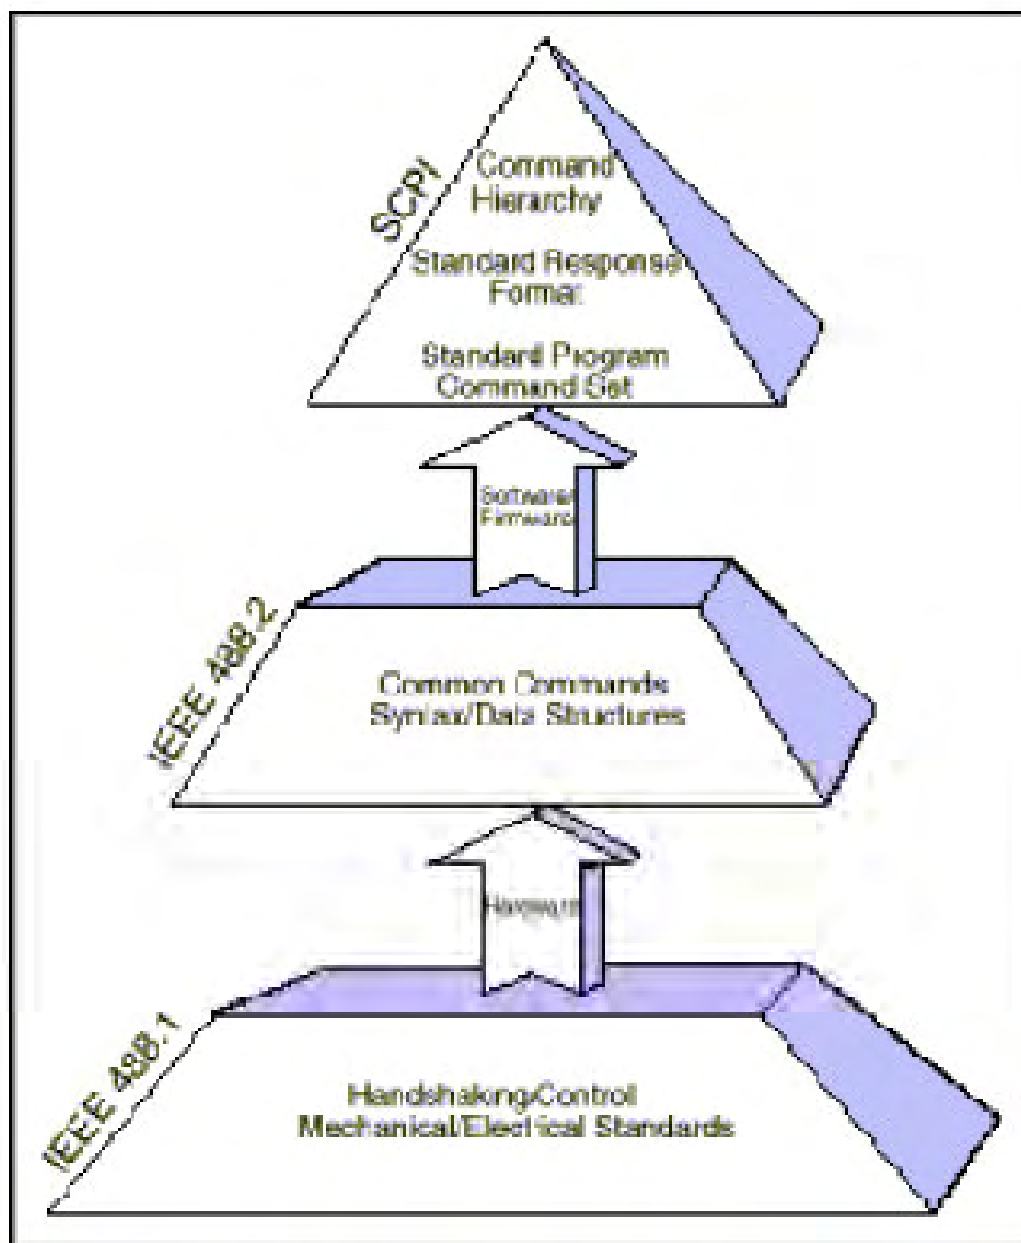 SCPI
Command
Hierarchy
Standard Response
Format
Standard Program
Command Set
Software/
Firmware
IEEE 488.2
Common Commands
Syntax/Data Structures
Hardware
IEEE 488.1
Handshaking/Control
Mechanical/Electrical Standards